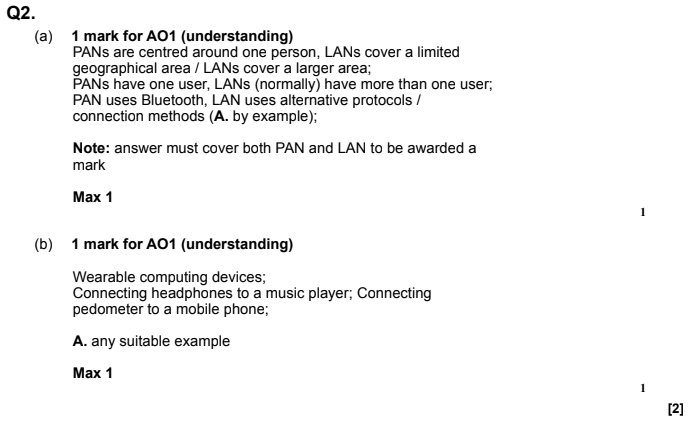 Q2.
(a) 1 mark for AO1 (understanding)
PANs are centred around one person, LANs cover a limited
geographical area / LANs cover a larger area;
PANs have one user, LANs (normally) have more than one user;
PAN uses Bluetooth, LAN uses alternative protocols /
connection methods (A. by example);
Note: answer must cover both PAN and LAN to be awarded a
mark
Max 1
1
(b) 1 mark for AO1 (understanding)
Wearable computing devices;
Connecting headphones to a music player; Connecting
pedometer to a mobile phone;
A. any suitable example
Max 1
1
[2]